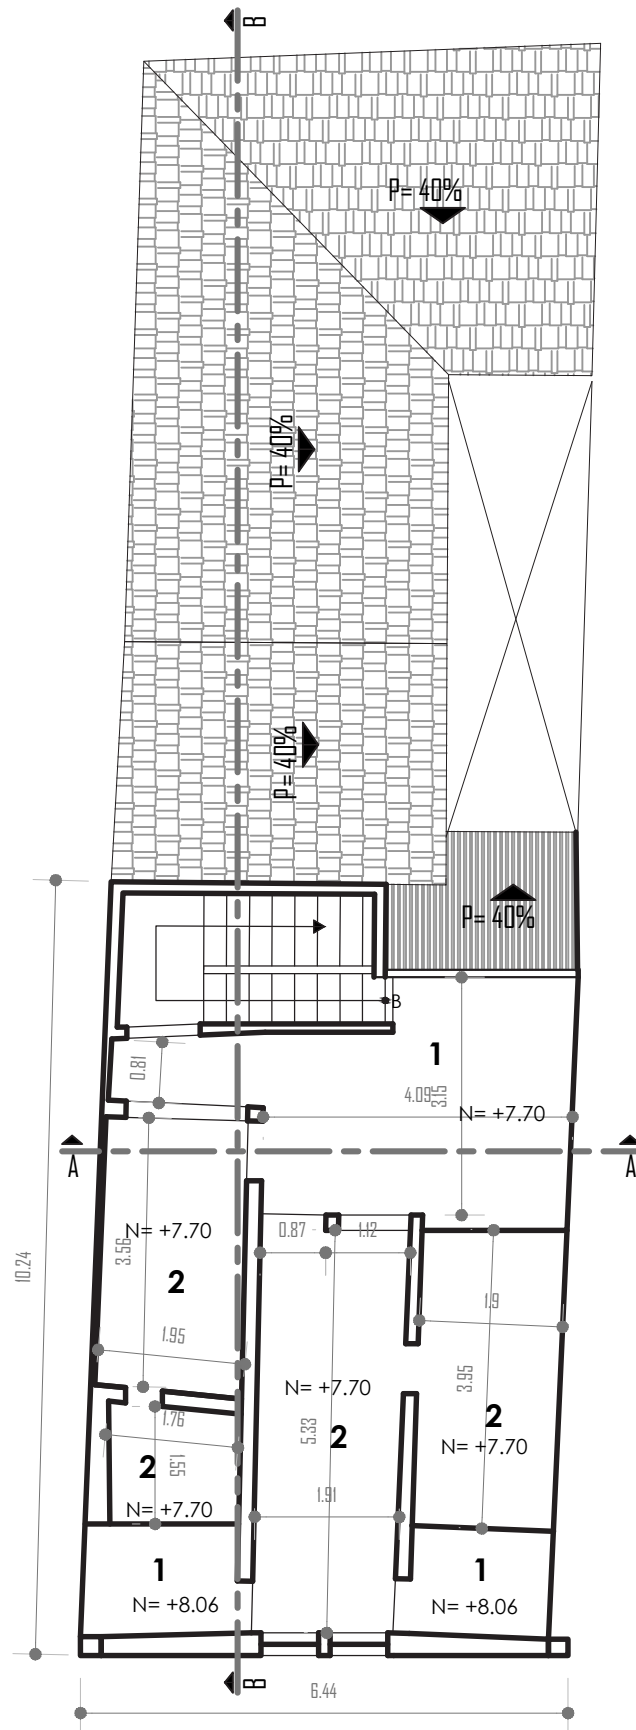 B
P= 40%
P= 40%
P= 40%
P= 40%
B
1
0.81
4.09
3.15
N= +7.70
A
A
N= +7.70
3.56
2
0.87
1.12
10.24
1.9
1.95
N= +7.70
3.95
1.76
5.33
2
2
N= +7.70
2
1.55
N= +7.70
1.91
1
N= +8.06
1
N= +8.06
B
6.44